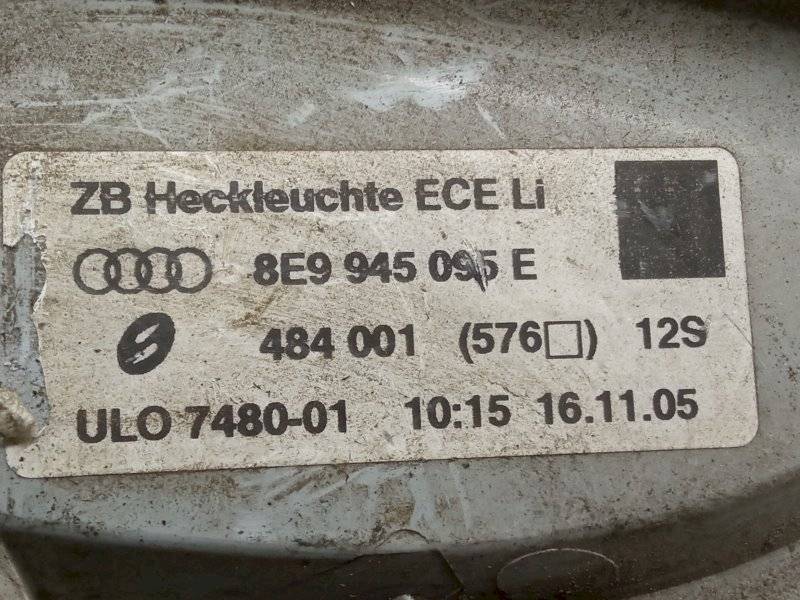 ZB Heckleuchte ECE Li
8E9 945 095 E
484 001 (576□) 12S
ULO 7480-01 10:15 16.11.05